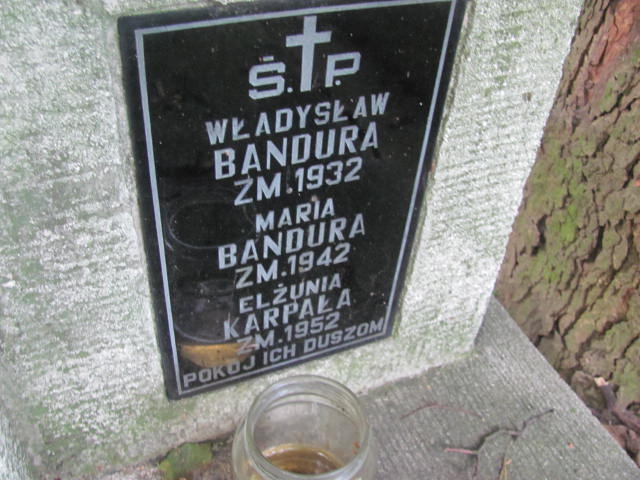 Ś.P.
WŁADYSŁAW
BANDURA
ZM.1932
MARIA
BANDURA
ZM.1942
ELŻUNIA
KARPAŁA
ZM.1952
POKÓJ ICH DUSZOM